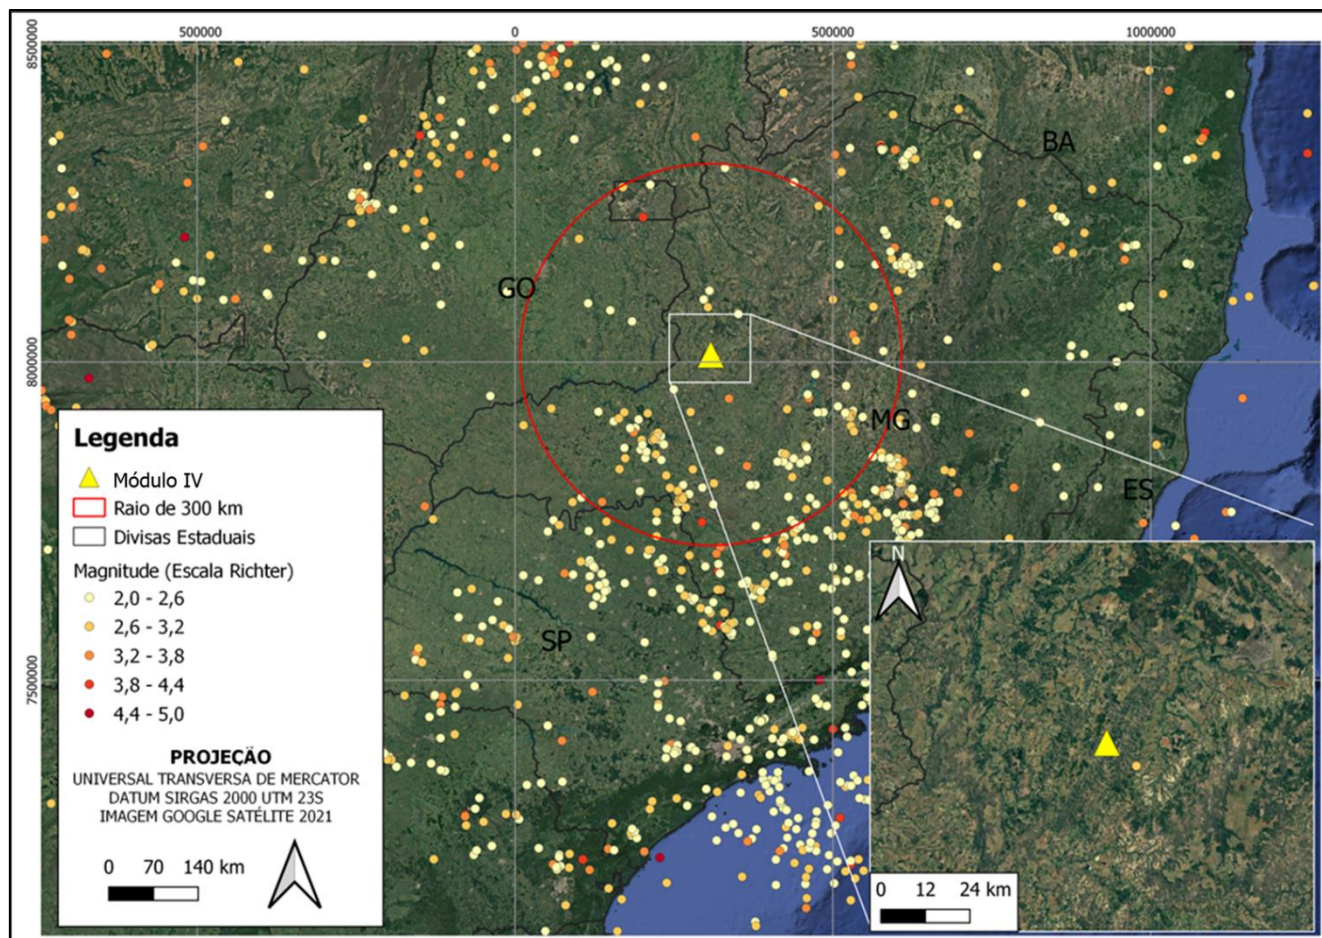 500000 0 500000 1000000
8500000
8000000
7500000
BA
GO
MG
ES
SP
Legenda
Módulo IV
Raio de 300 km
Divisas Estaduais
Magnitude (Escala Richter)
2,0 - 2,6
2,6 - 3,2
3,2 - 3,8
3,8 - 4,4
4,4 - 5,0
PROJEÇÃO
UNIVERSAL TRANSVERSA DE MERCATOR
DATUM SIRGAS 2000 UTM 23S
IMAGEM GOOGLE SATÉLITE 2021
0 70 140 km
N
0 12 24 km